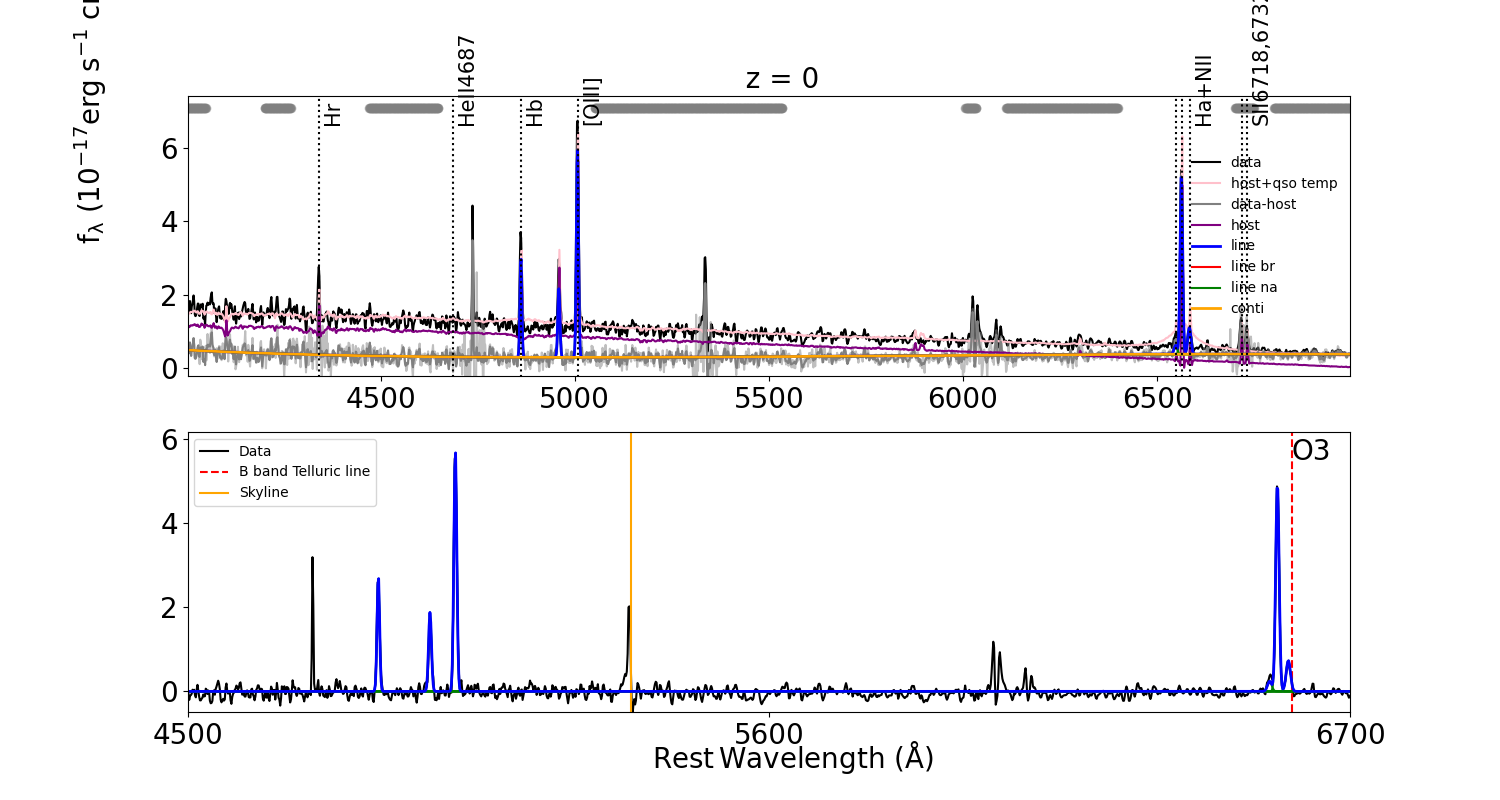 z = 0
f_λ (10^−17 erg s^−1 c
Hr
HeII4687
Hb
[OIII]
Ha+NII
SII6718,6732
6
4
2
0
data
host+qso temp
data-host
host
line
line br
line na
conti
4500
5000
5500
6000
6500
6
4
2
0
Data
B band Telluric line
Skyline
O3
4500
5600
6700
Rest Wavelength (Å)